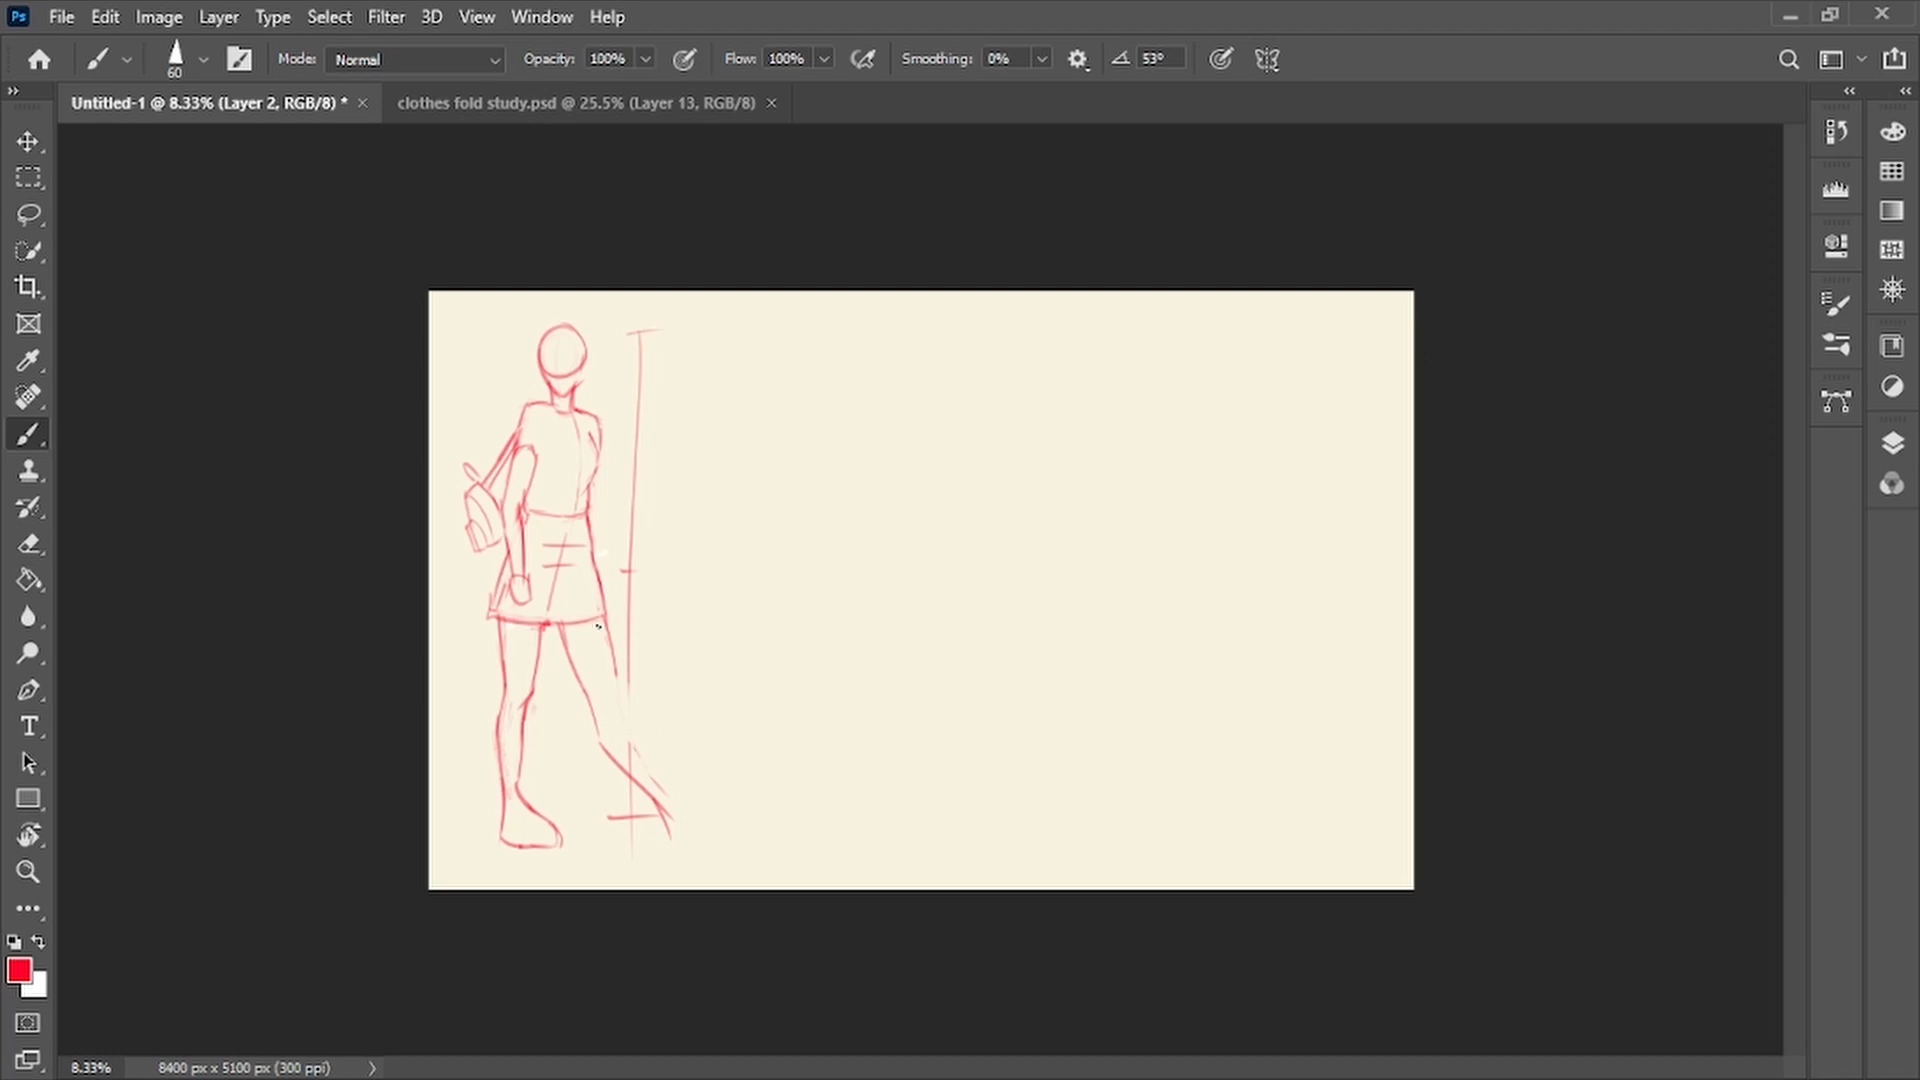 Ps File Edit Image Layer Type Select Filter 3D View Window Help
60 Mode: Normal Opacity: 100% Flow: 100% Smoothing: 0% 53°
Untitled-1 @ 8.33% (Layer 2, RGB/8) * × clothes fold study.psd @ 25.5% (Layer 13, RGB/8) ×
8.33% 8400 px x 5100 px (300 ppi)